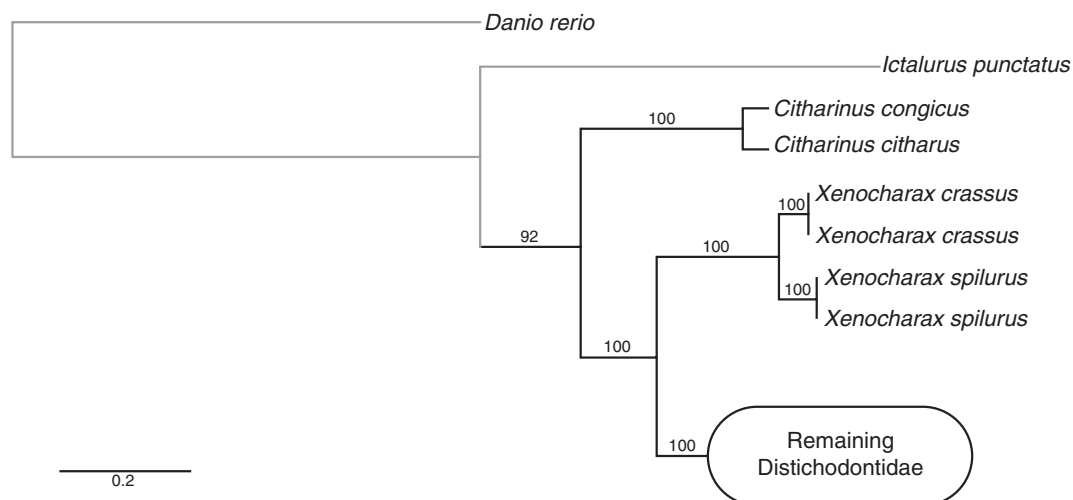 Danio rerio
Ictalurus punctatus
100
Citharinus congicus
Citharinus citharus
100
Xenocharax crassus
Xenocharax crassus
92
100
100
Xenocharax spilurus
Xenocharax spilurus
100
100
Remaining
Distichodontidae
0.2